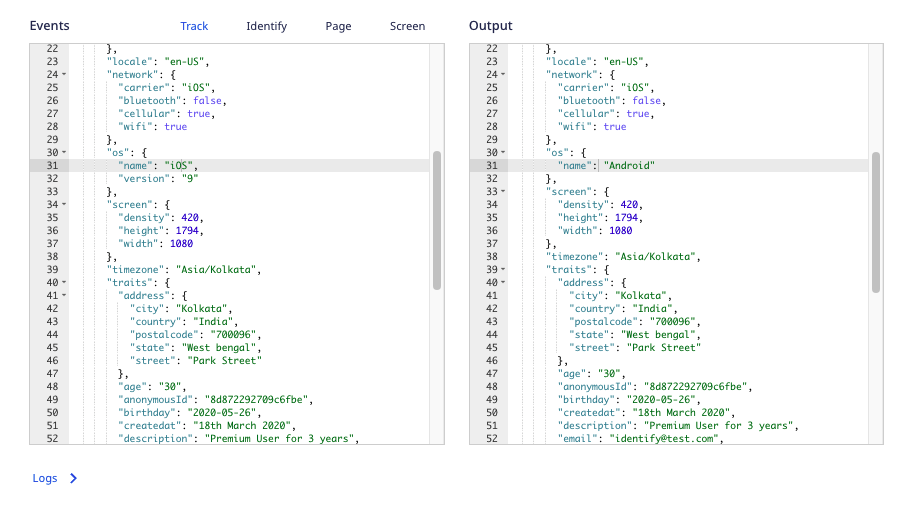 Events Track Identify Page Screen
22 },
23 "locale": "en-US",
24 "network": {
25 "carrier": "iOS",
26 "bluetooth": false,
27 "cellular": true,
28 "wifi": true
29 },
30 "os": {
31 "name": "iOS",
32 "version": "9"
33 },
34 "screen": {
35 "density": 420,
36 "height": 1794,
37 "width": 1080
38 },
39 "timezone": "Asia/Kolkata",
40 "traits": {
41 "address": {
42 "city": "Kolkata",
43 "country": "India",
44 "postalcode": "700096",
45 "state": "West bengal",
46 "street": "Park Street"
47 },
48 "age": "30",
49 "anonymousId": "8d872292709c6fbe",
50 "birthday": "2020-05-26",
51 "createdat": "18th March 2020",
52 "description": "Premium User for 3 years",
Output
22 },
23 "locale": "en-US",
24 "network": {
25 "carrier": "iOS",
26 "bluetooth": false,
27 "cellular": true,
28 "wifi": true
29 },
30 "os": {
31 "name": "Android"
32 },
33 "screen": {
34 "density": 420,
35 "height": 1794,
36 "width": 1080
37 },
38 "timezone": "Asia/Kolkata",
39 "traits": {
40 "address": {
41 "city": "Kolkata",
42 "country": "India",
43 "postalcode": "700096",
44 "state": "West bengal",
45 "street": "Park Street"
46 },
47 "age": "30",
48 "anonymousId": "8d872292709c6fbe",
49 "birthday": "2020-05-26",
50 "createdat": "18th March 2020",
51 "description": "Premium User for 3 years",
52 "email": "identify@test.com",
Logs